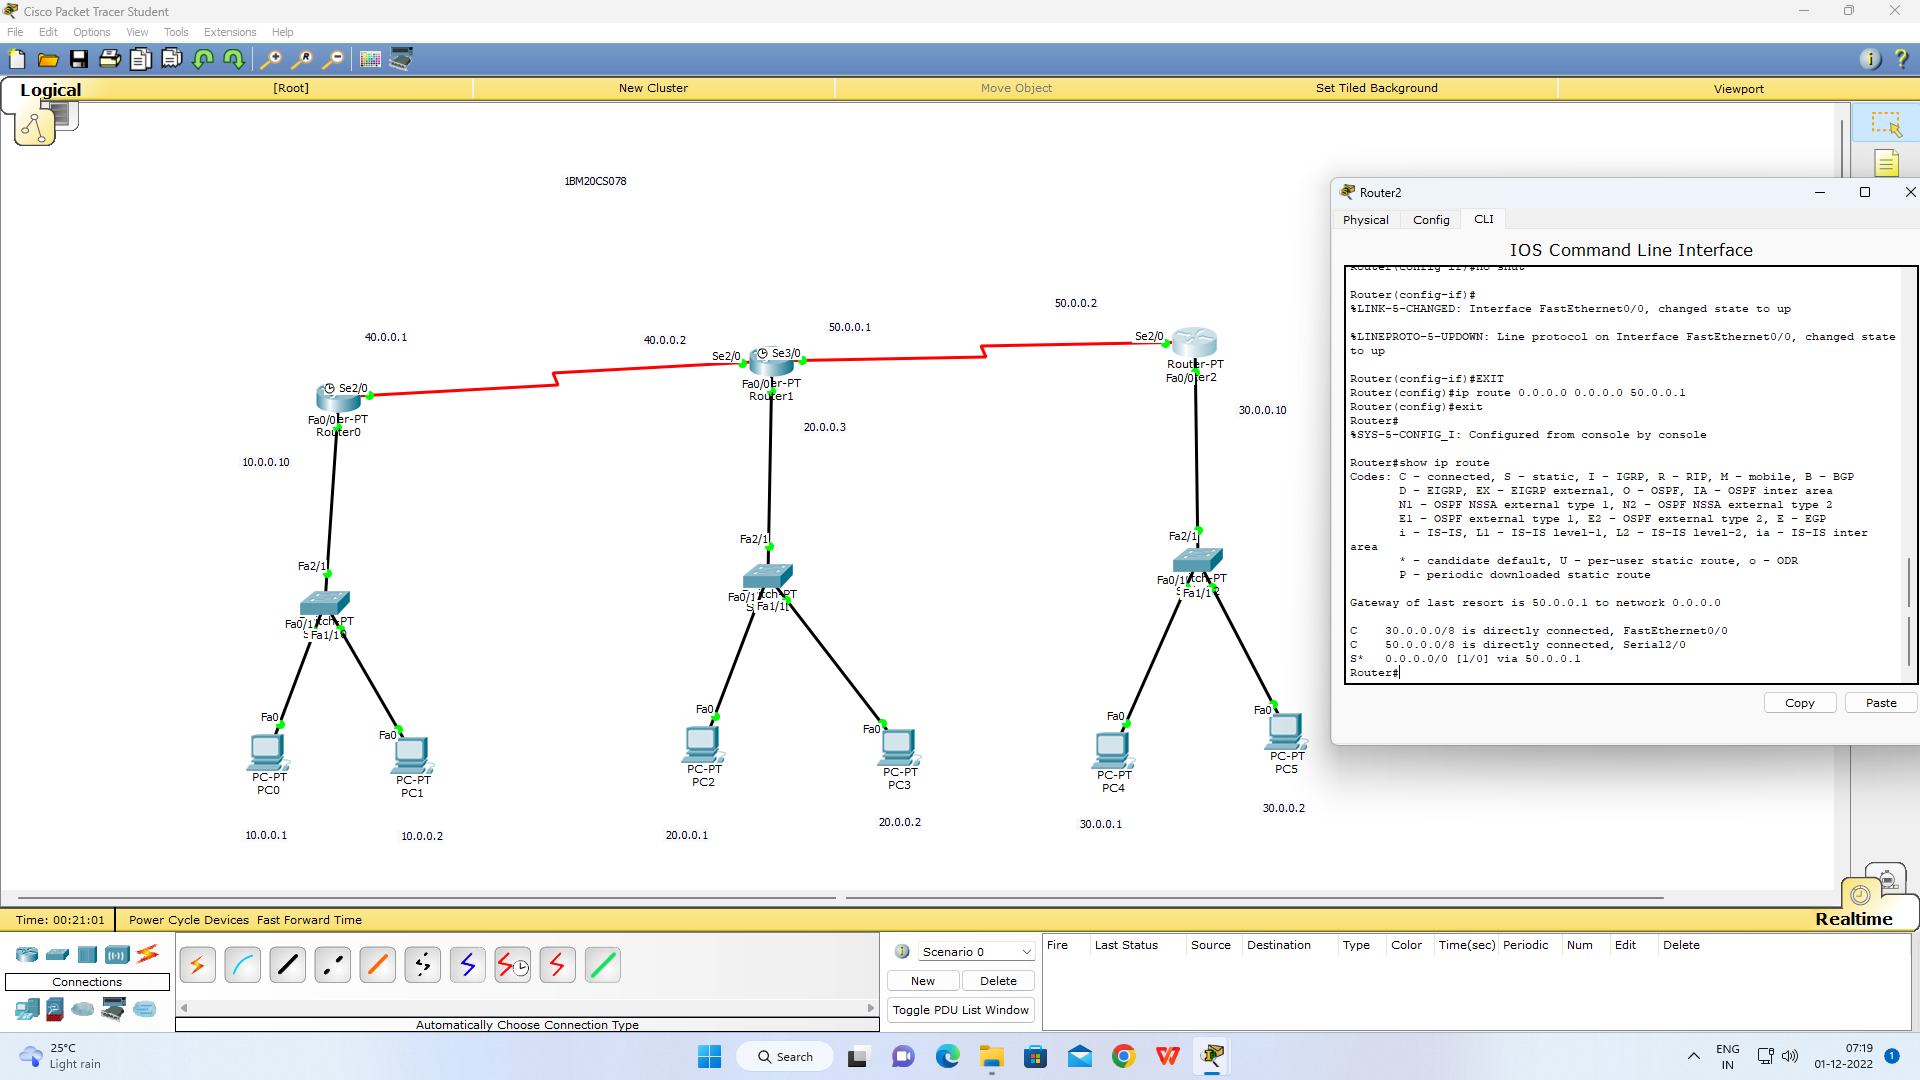 Cisco Packet Tracer Student
File Edit Options View Tools Extensions Help
Logical [Root] New Cluster Move Object Set Tiled Background Viewport
1BM20CS078
Router2
Physical Config CLI
IOS Command Line Interface
Router(config-if)#no shut
Router(config-if)#
%LINK-5-CHANGED: Interface FastEthernet0/0, changed state to up
%LINEPROTO-5-UPDOWN: Line protocol on Interface FastEthernet0/0, changed state
to up
Router(config-if)#EXIT
Router(config)#ip route 0.0.0.0 0.0.0.0 50.0.0.1
Router(config)#exit
Router#
%SYS-5-CONFIG_I: Configured from console by console
Router#show ip route
Codes: C - connected, S - static, I - IGRP, R - RIP, M - mobile, B - BGP
D - EIGRP, EX - EIGRP external, O - OSPF, IA - OSPF inter area
N1 - OSPF NSSA external type 1, N2 - OSPF NSSA external type 2
E1 - OSPF external type 1, E2 - OSPF external type 2, E - EGP
i - IS-IS, L1 - IS-IS level-1, L2 - IS-IS level-2, ia - IS-IS inter
area
* - candidate default, U - per-user static route, o - ODR
P - periodic downloaded static route
Gateway of last resort is 50.0.0.1 to network 0.0.0.0
C 30.0.0.0/8 is directly connected, FastEthernet0/0
C 50.0.0.0/8 is directly connected, Serial2/0
S* 0.0.0.0/0 [1/0] via 50.0.0.1
Router#
Copy Paste
50.0.0.2
40.0.0.1 40.0.0.2 50.0.0.1
Se2/0
Se2/0 Se3/0
Router-PT
Fa0/0
Fa0/0 er-PT
Router1
Se2/0
Fa0/0 er-PT
Router0
30.0.0.10
20.0.0.3
10.0.0.10
Fa2/1
Fa2/1
Fa2/1
Fa0/1 tch-PT
Fa1/1
Fa0/1 tch-PT
Fa1/1
Fa0/1 tch-PT
Fa1/1
Fa0 Fa0 Fa0 Fa0 Fa0 Fa0
PC-PT
PC0
PC-PT
PC1
PC-PT
PC2
PC-PT
PC3
PC-PT
PC4
PC-PT
PC5
10.0.0.1 10.0.0.2 20.0.0.1 20.0.0.2 30.0.0.1 30.0.0.2
Time: 00:21:01 Power Cycle Devices Fast Forward Time
Realtime
Connections
Automatically Choose Connection Type
Scenario 0
New Delete
Toggle PDU List Window
Fire Last Status Source Destination Type Color Time(sec) Periodic Num Edit Delete
25°C
Light rain
Search
ENG
IN
07:19
01-12-2022
1